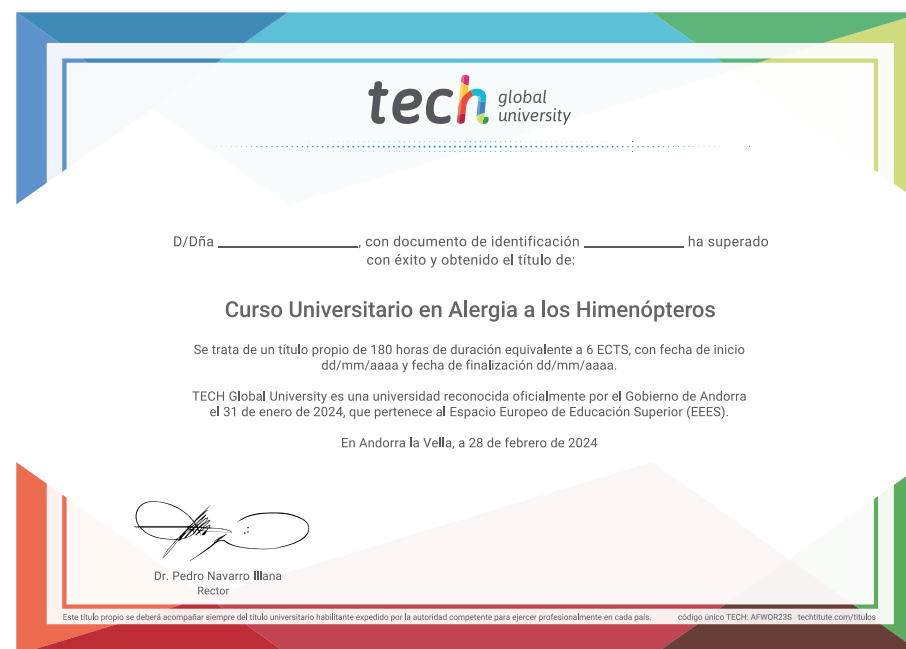 tech global
university
D/Dña ____________, con documento de identificación ____________ ha superado
con éxito y obtenido el título de:
Curso Universitario en Alergia a los Himenópteros
Se trata de un título propio de 180 horas de duración equivalente a 6 ECTS, con fecha de inicio
dd/mm/aaaa y fecha de finalización dd/mm/aaaa.
TECH Global University es una universidad reconocida oficialmente por el Gobierno de Andorra
el 31 de enero de 2024, que pertenece al Espacio Europeo de Educación Superior (EEES).
En Andorra la Vella, a 28 de febrero de 2024
Dr. Pedro Navarro Illana
Rector
Este título propio se deberá acompañar siempre del título universitario habilitante expedido por la autoridad competente para ejercer profesionalmente en cada país. código único TECH: AFWOR23S techtitute.com/titulos